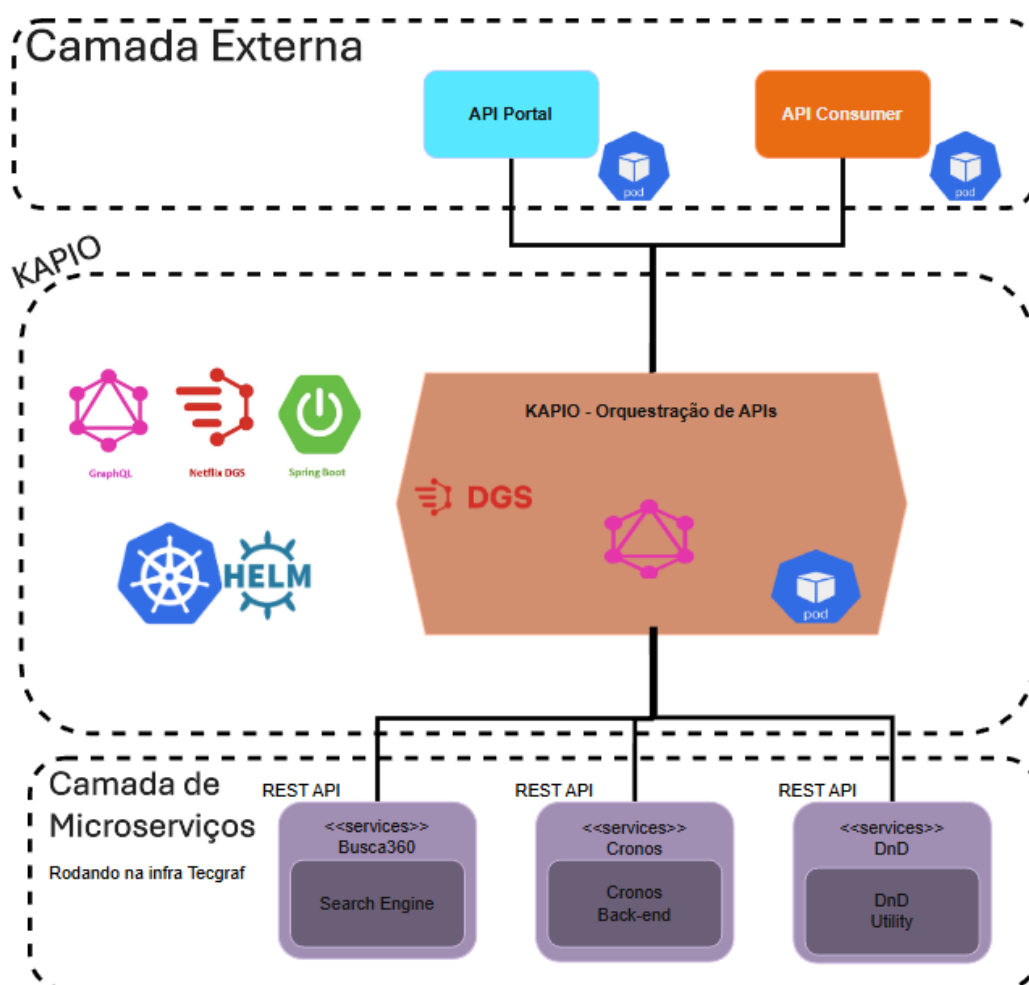 Camada Externa
API Portal
API Consumer
pod
pod
KAPIO
KAPIO - Orquestração de APIs
GraphQL
Netflix DGS
Spring Boot
DGS
HELM
pod
Camada de
Microserviços
Rodando na infra Tecgraf
REST API
REST API
REST API
<<services>>
Busca360
Search Engine
<<services>>
Cronos
Cronos
Back-end
<<services>>
DnD
DnD
Utility